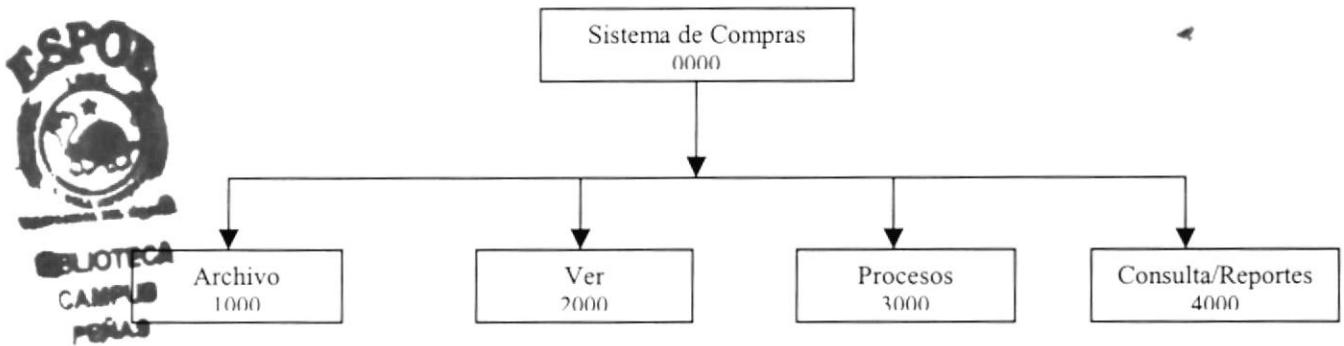 Sistema de Compras
0000
ESPOL
Archivo
1000
Ver
2000
Procesos
3000
Consulta/Reportes
4000
BIBLIOTECA
CAMPUS
PEÑAS